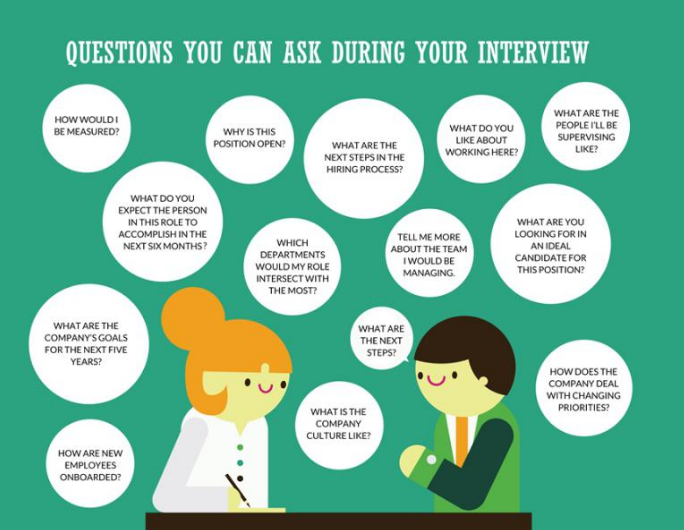 QUESTIONS YOU CAN ASK DURING YOUR INTERVIEW
HOW WOULD I
BE MEASURED?
WHY IS THIS
POSITION OPEN?
WHAT ARE THE
NEXT STEPS IN THE
HIRING PROCESS?
WHAT DO YOU
LIKE ABOUT
WORKING HERE?
WHAT ARE THE
PEOPLE I'LL BE
SUPERVISING
LIKE?
WHAT DO YOU
EXPECT THE PERSON
IN THIS ROLE TO
ACCOMPLISH IN THE
NEXT SIX MONTHS?
WHICH
DEPARTMENTS
WOULD MY ROLE
INTERSECT WITH
THE MOST?
TELL ME MORE
ABOUT THE TEAM
I WOULD BE
MANAGING.
WHAT ARE YOU
LOOKING FOR IN
AN IDEAL
CANDIDATE FOR
THIS POSITION?
WHAT ARE THE
COMPANY'S GOALS
FOR THE NEXT FIVE
YEARS?
WHAT ARE
THE NEXT
STEPS?
HOW DOES THE
COMPANY DEAL
WITH CHANGING
PRIORITIES?
WHAT IS THE
COMPANY
CULTURE LIKE?
HOW ARE NEW
EMPLOYEES
ONBOARDED?